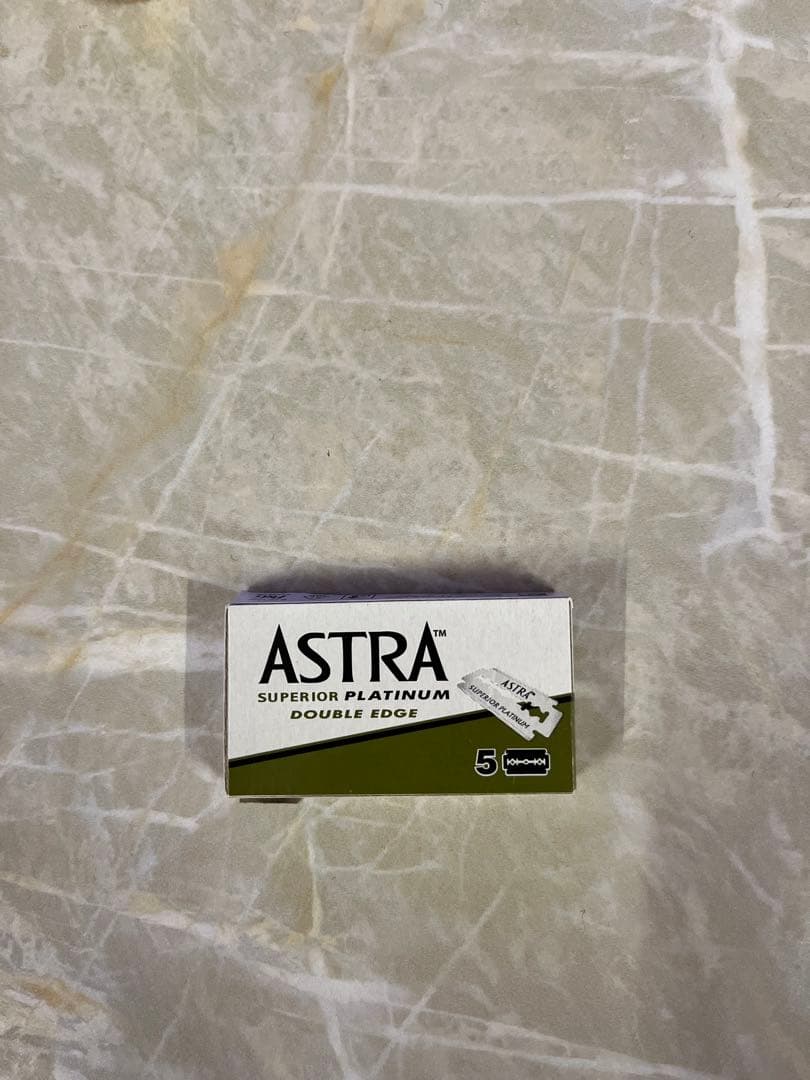 ASTRA™
SUPERIOR PLATINUM
DOUBLE EDGE
ASTRA
SUPERIOR PLATINUM
5